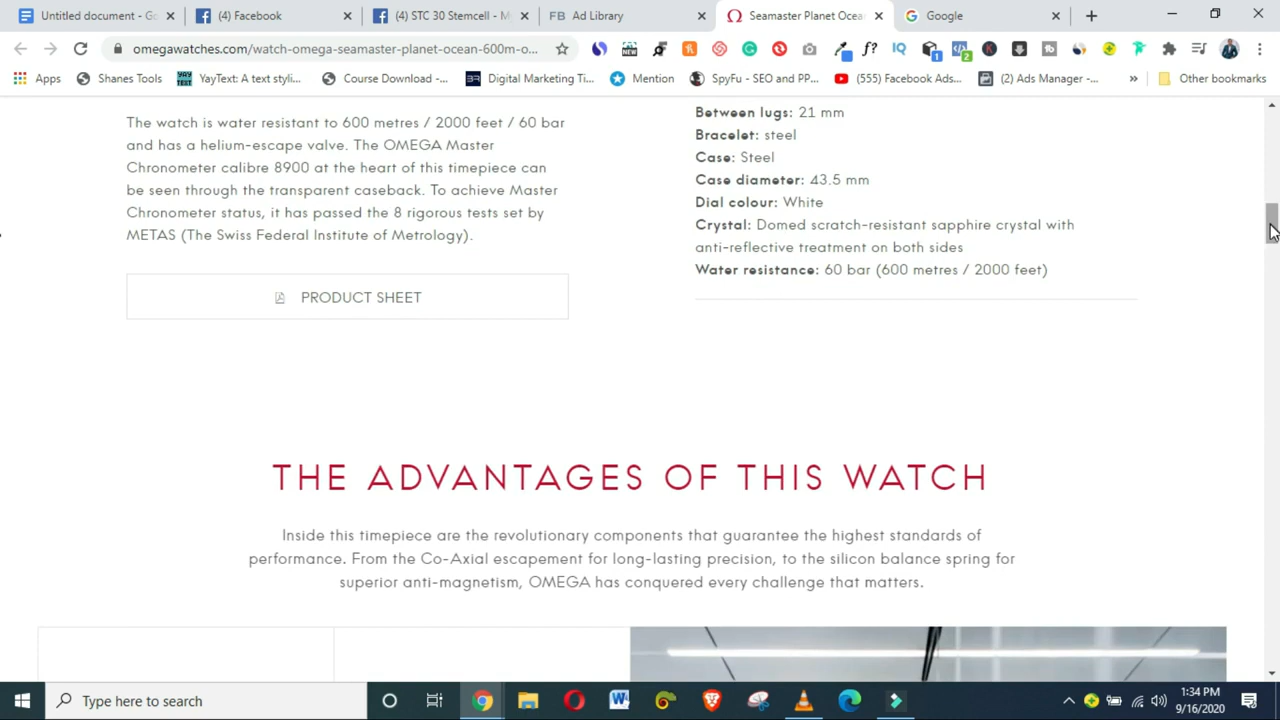 Untitled document - Go
(4) Facebook
(4) STC 30 Stemcell - My
FB Ad Library
Seamaster Planet Ocea
Google
omegawatches.com/watch-omega-seamaster-planet-ocean-600m-o...
Apps
Shanes Tools
YayText: A text styli...
Course Download -...
Digital Marketing Ti...
Mention
SpyFu - SEO and PP...
(555) Facebook Ads...
(2) Ads Manager -...
Other bookmarks
The watch is water resistant to 600 metres / 2000 feet / 60 bar
and has a helium-escape valve. The OMEGA Master
Chronometer calibre 8900 at the heart of this timepiece can
be seen through the transparent caseback. To achieve Master
Chronometer status, it has passed the 8 rigorous tests set by
METAS (The Swiss Federal Institute of Metrology).
PRODUCT SHEET
Between lugs: 21 mm
Bracelet: steel
Case: Steel
Case diameter: 43.5 mm
Dial colour: White
Crystal: Domed scratch-resistant sapphire crystal with
anti-reflective treatment on both sides
Water resistance: 60 bar (600 metres / 2000 feet)
THE ADVANTAGES OF THIS WATCH
Inside this timepiece are the revolutionary components that guarantee the highest standards of
performance. From the Co-Axial escapement for long-lasting precision, to the silicon balance spring for
superior anti-magnetism, OMEGA has conquered every challenge that matters.
Type here to search
1:34 PM
9/16/2020